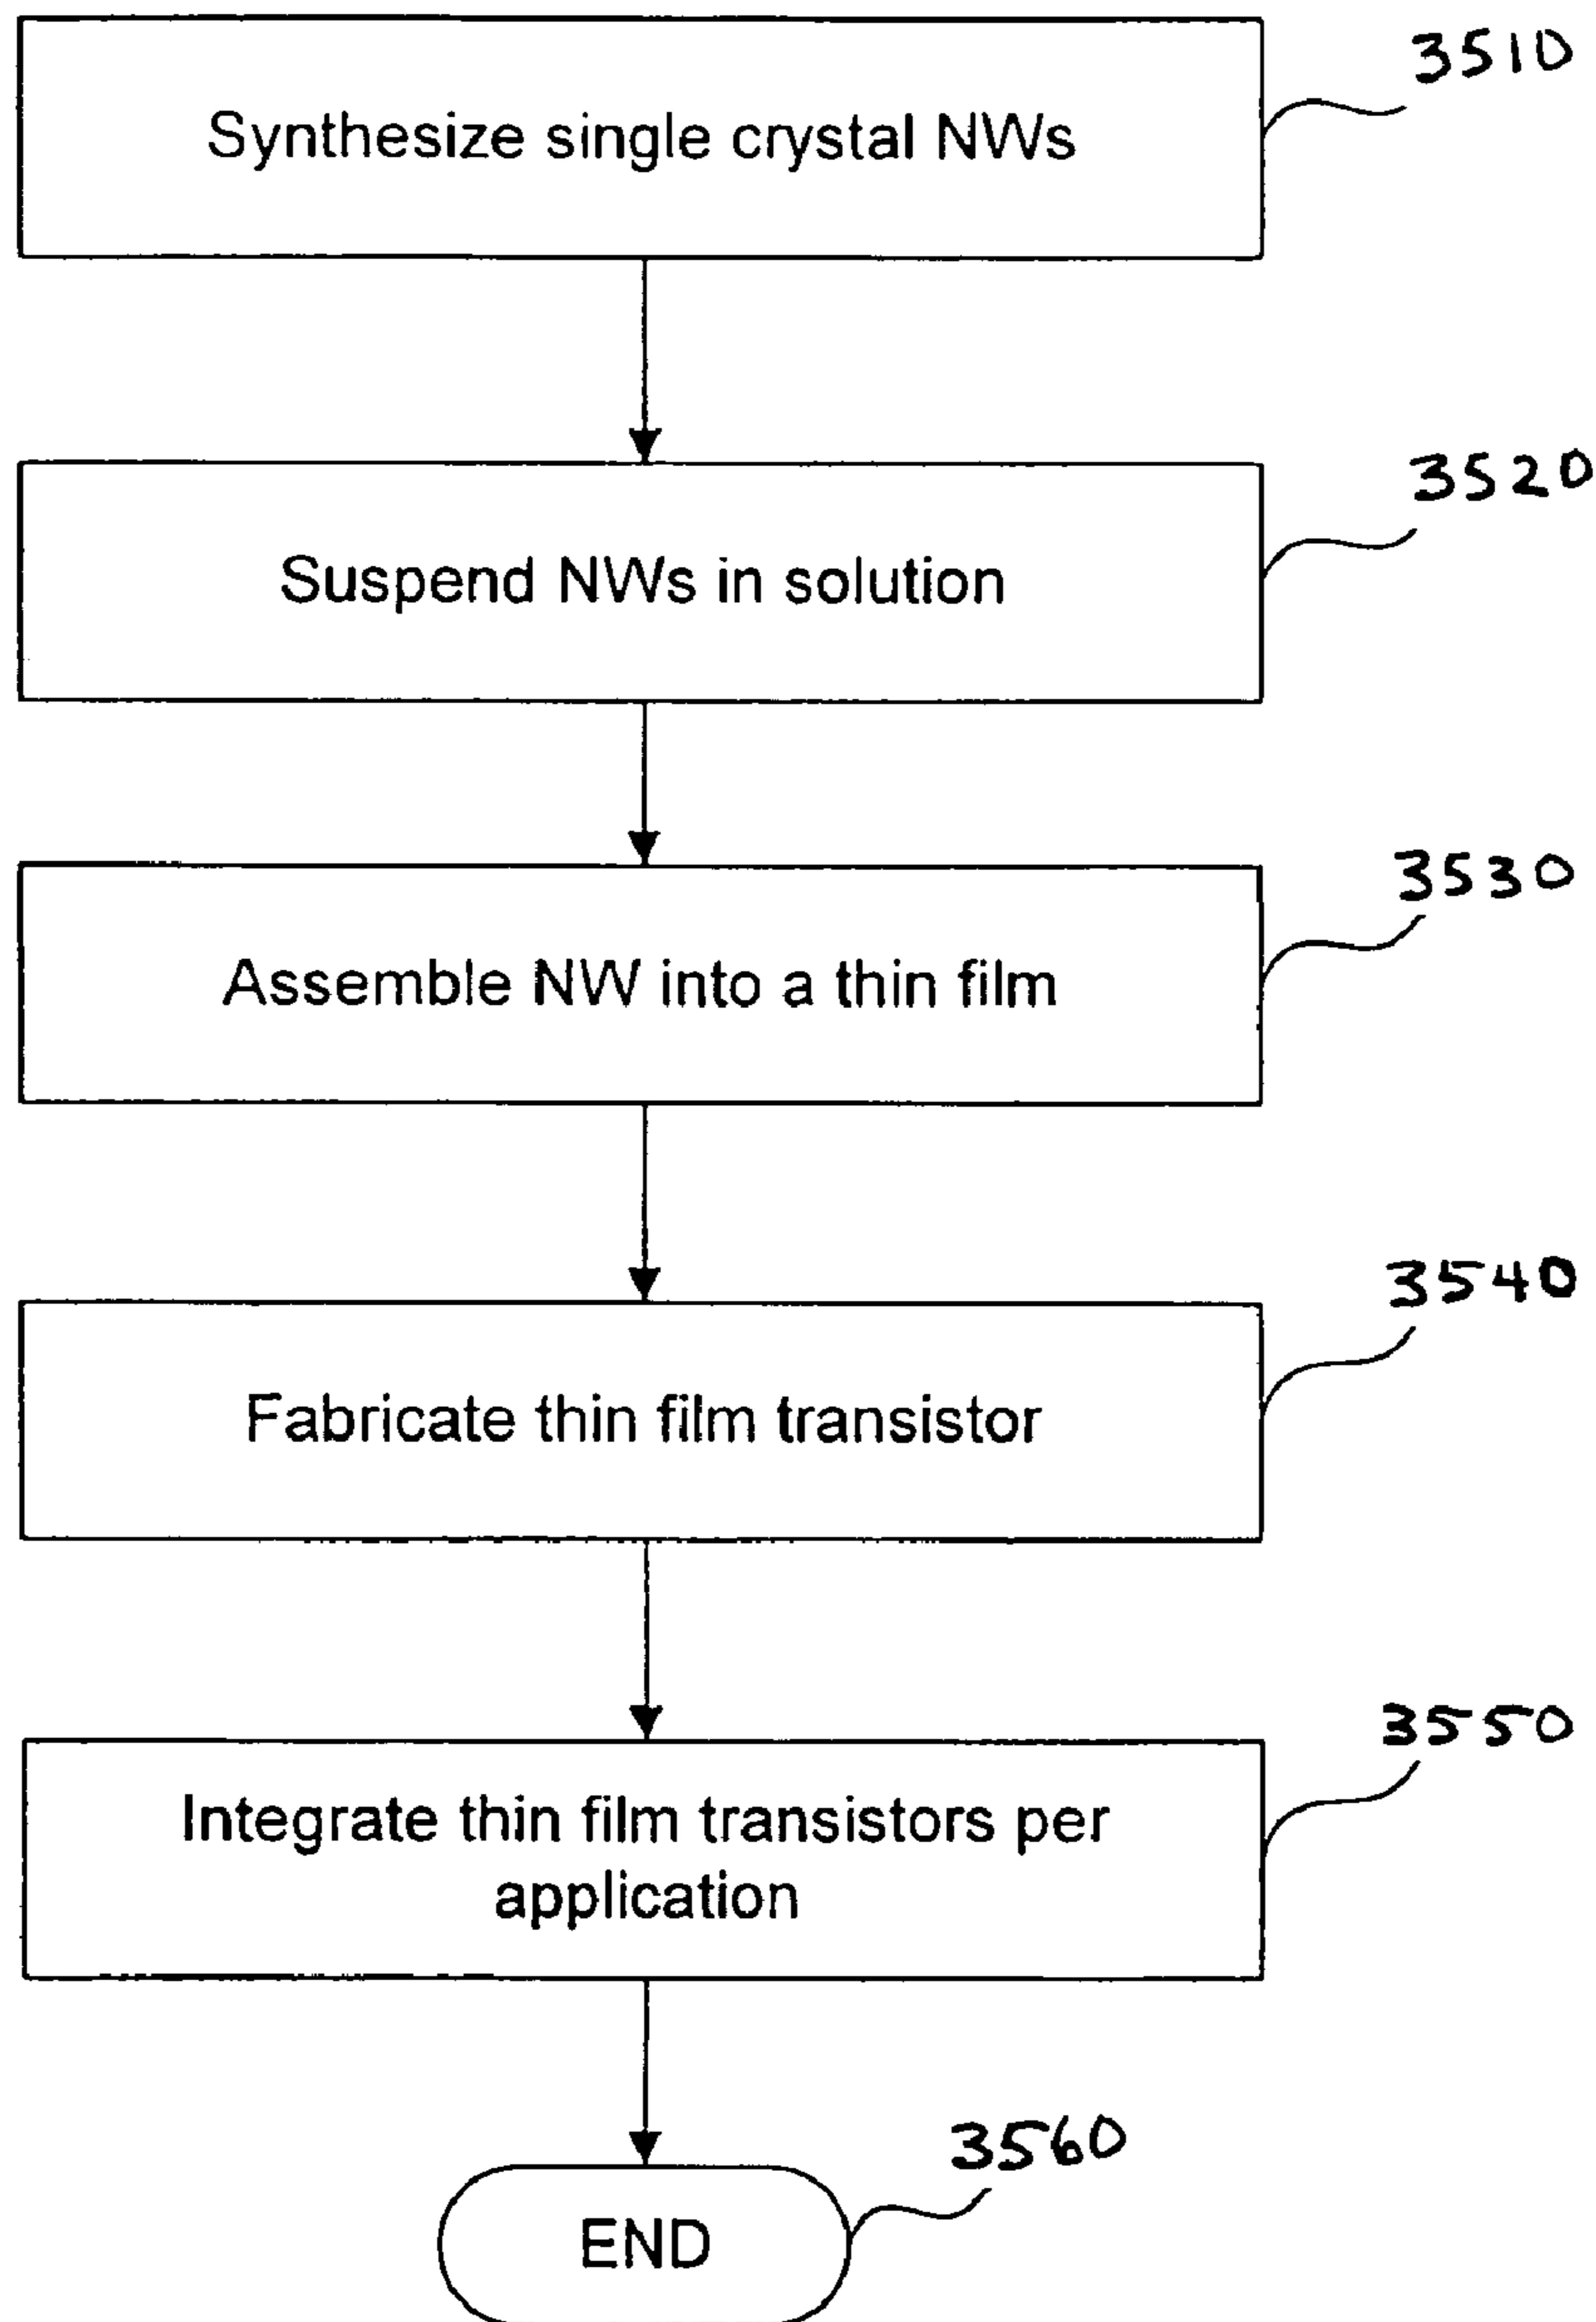 3510
Synthesize single crystal NWs
3520
Suspend NWs in solution
3530
Assemble NW into a thin film
3540
Fabricate thin film transistor
3550
Integrate thin film transistors per
application
3560
END